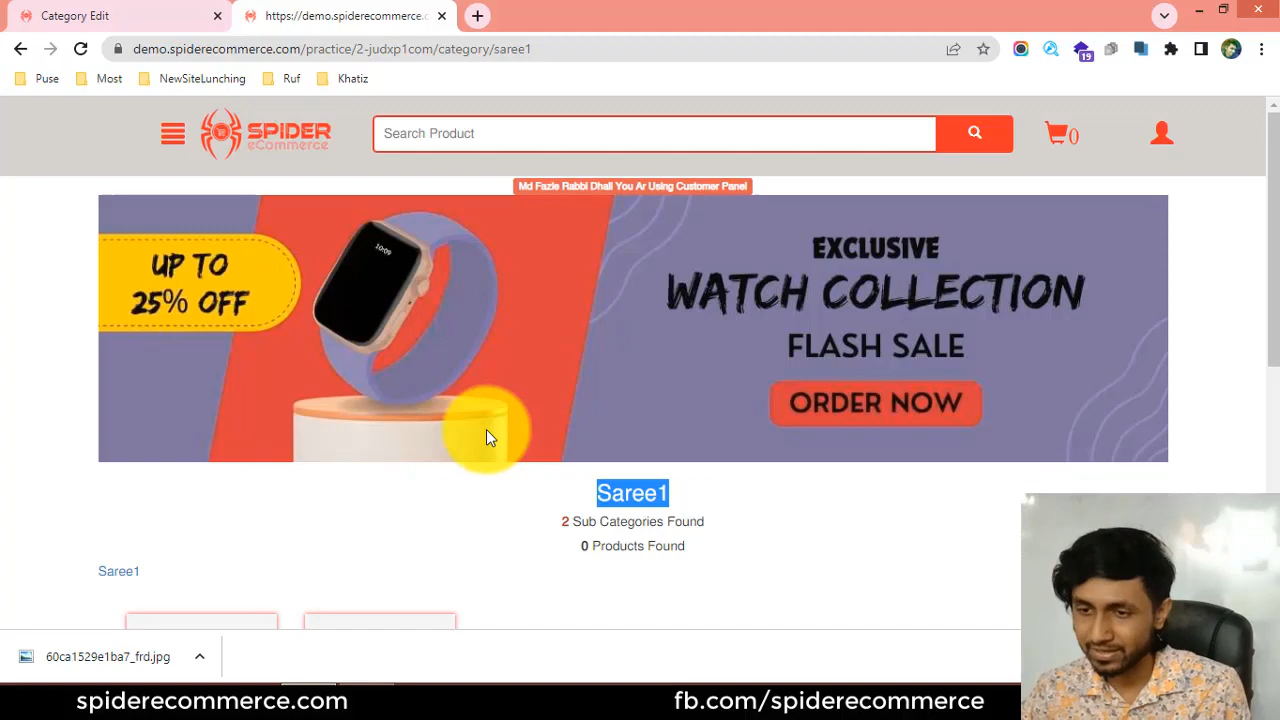 Category Edit
https://demo.spiderecommerce.c
demo.spiderecommerce.com/practice/2-judxp1com/category/saree1
19
Puse
Most
NewSiteLunching
Ruf
Khatiz
SPIDER
eCommerce
Search Product
0
Md Fazle Rabbi Dhali You Ar Using Customer Panel
UP TO
25% OFF
10:09
EXCLUSIVE
WATCH COLLECTION
FLASH SALE
ORDER NOW
Saree1
2 Sub Categories Found
0 Products Found
Saree1
60ca1529e1ba7_frd.jpg
spiderecommerce.com
fb.com/spiderecommerce